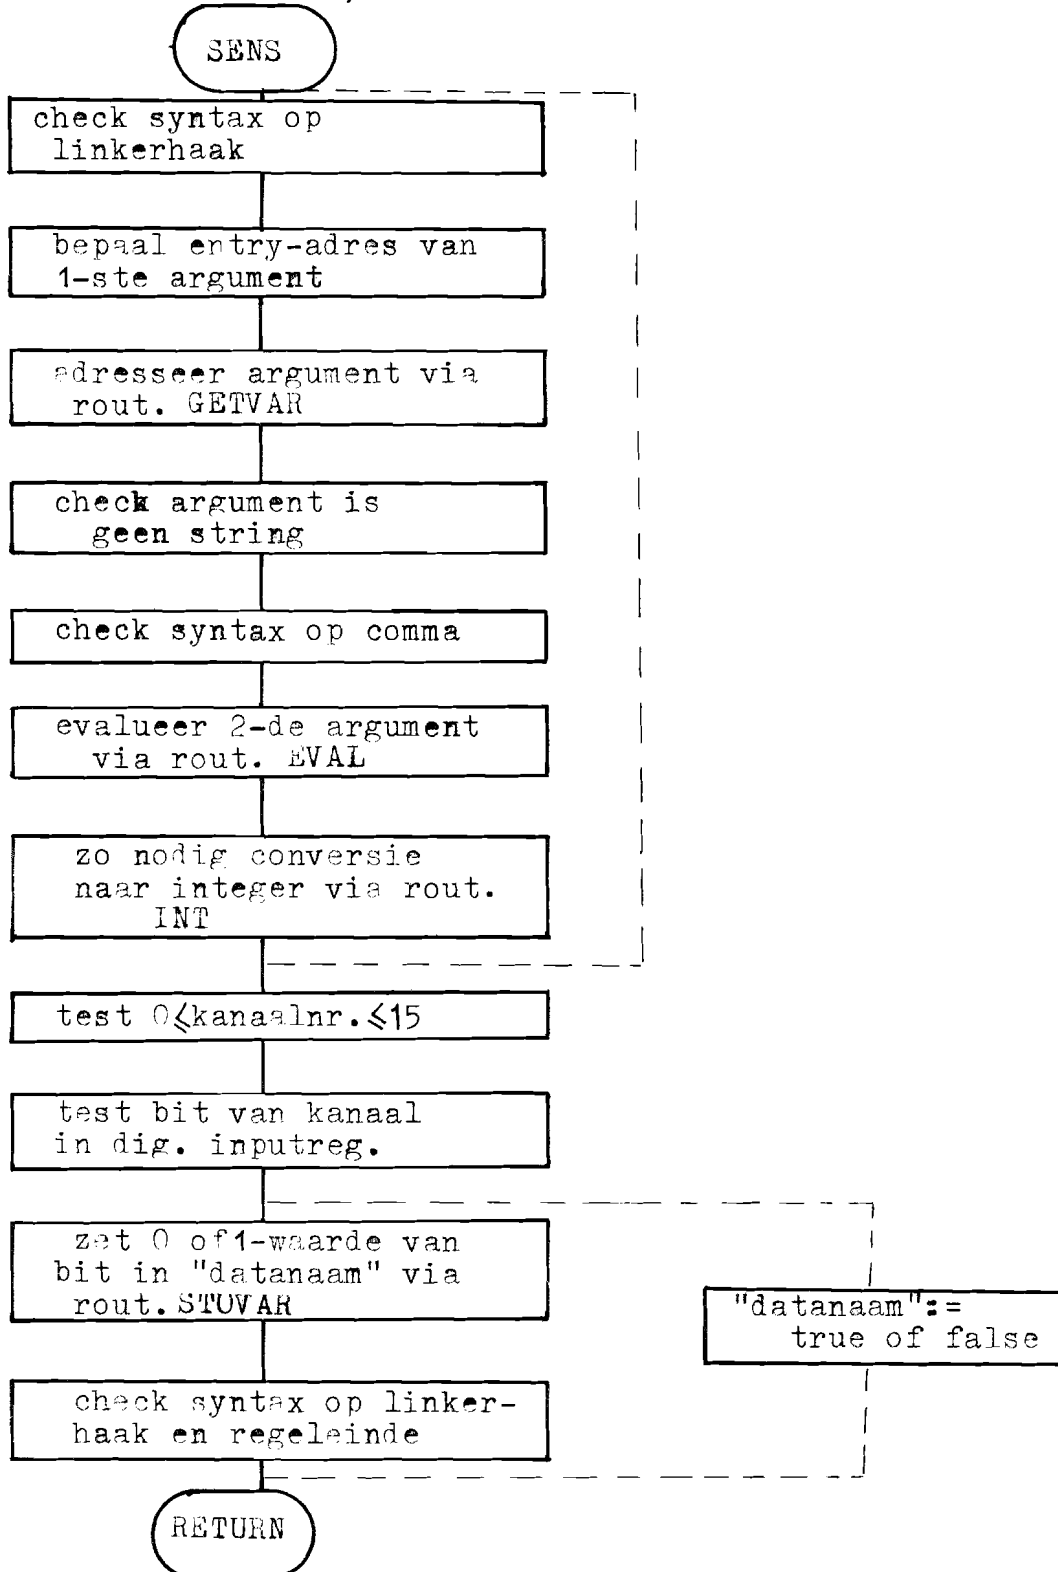 SENS
check syntax op
linkerhaak
bepaal entry-adres van
1-ste argument
adresseer argument via
rout. GETVAR
check argument is
geen string
check syntax op comma
evalueer 2-de argument
via rout. EVAL
zo nodig conversie
naar integer via rout.
INT
test 0⩽kanaalnr.⩽15
test bit van kanaal
in dig. inputreg.
zet 0 of1-waarde van
bit in "datanaam" via
rout. STOVAR
"datanaam":=
true of false
check syntax op linker-
haak en regeleinde
RETURN